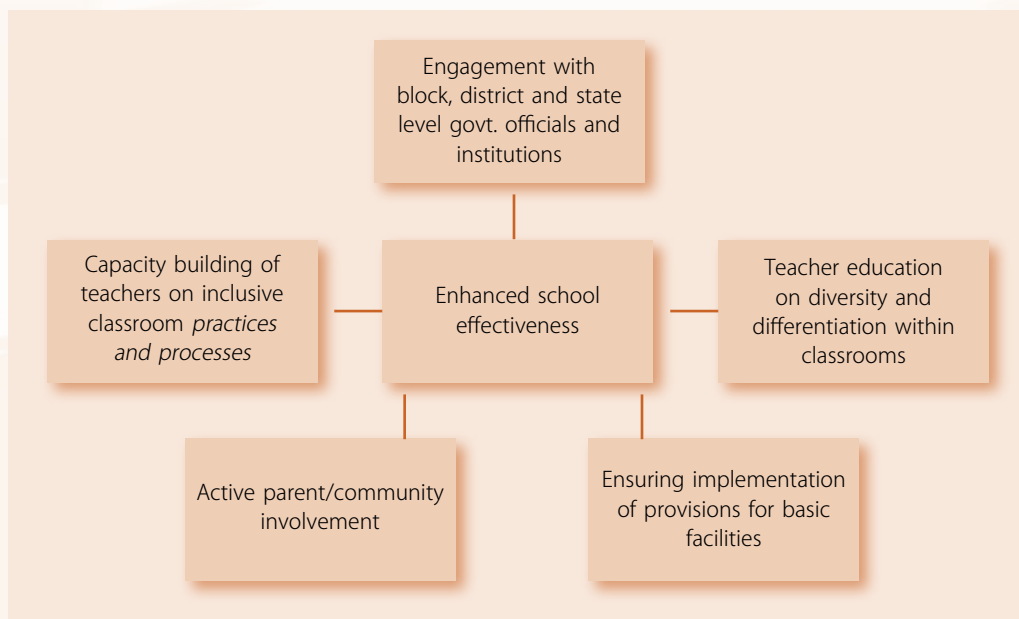 Engagement with
block, district and state
level govt. officials and
institutions
Capacity building of
teachers on inclusive
classroom practices
and processes
Enhanced school
effectiveness
Teacher education
on diversity and
differentiation within
classrooms
Active parent/community
involvement
Ensuring implementation
of provisions for basic
facilities